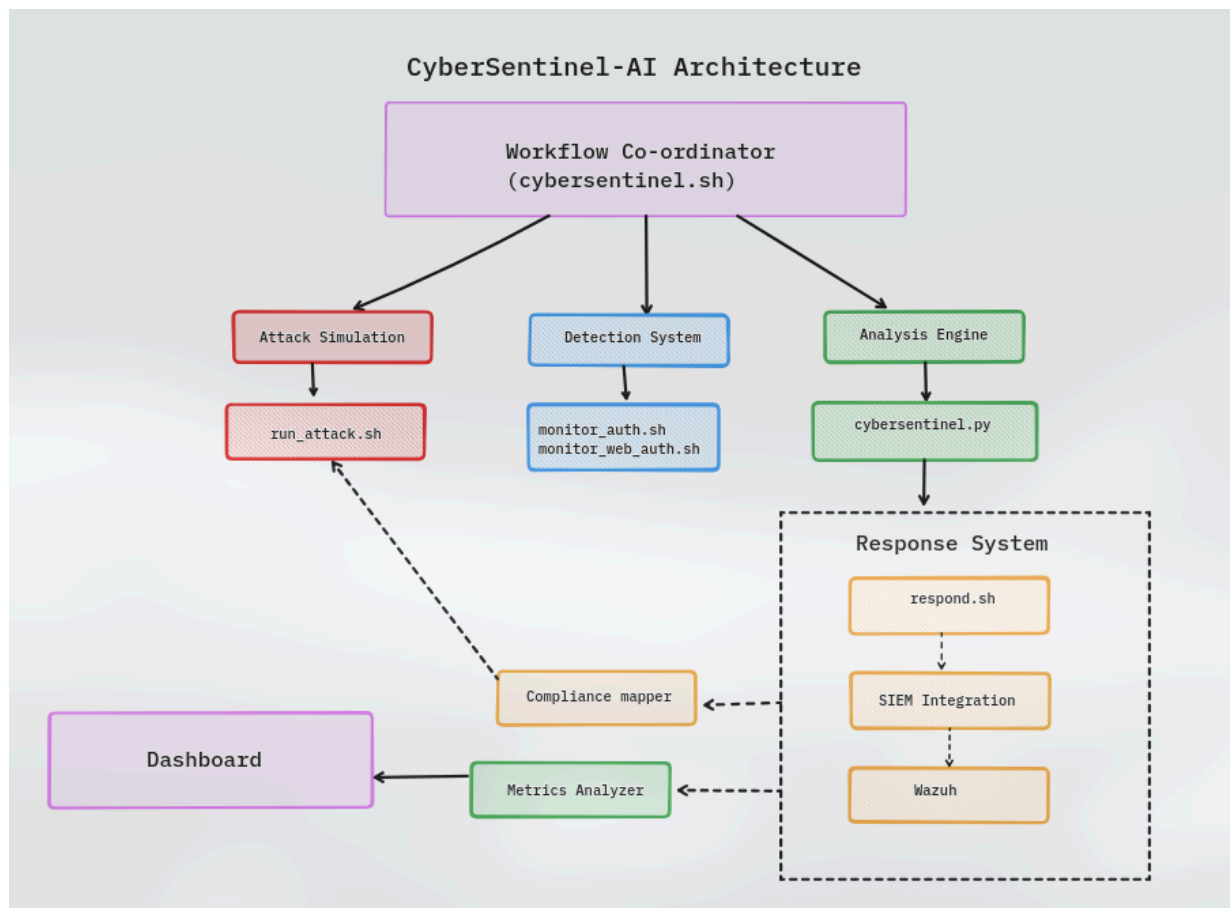 CyberSentinel-AI Architecture
Workflow Co-ordinator
(cybersentinel.sh)
Attack Simulation
Detection System
Analysis Engine
run_attack.sh
monitor_auth.sh
monitor_web_auth.sh
cybersentinel.py
Response System
respond.sh
SIEM Integration
Wazuh
Compliance mapper
Metrics Analyzer
Dashboard